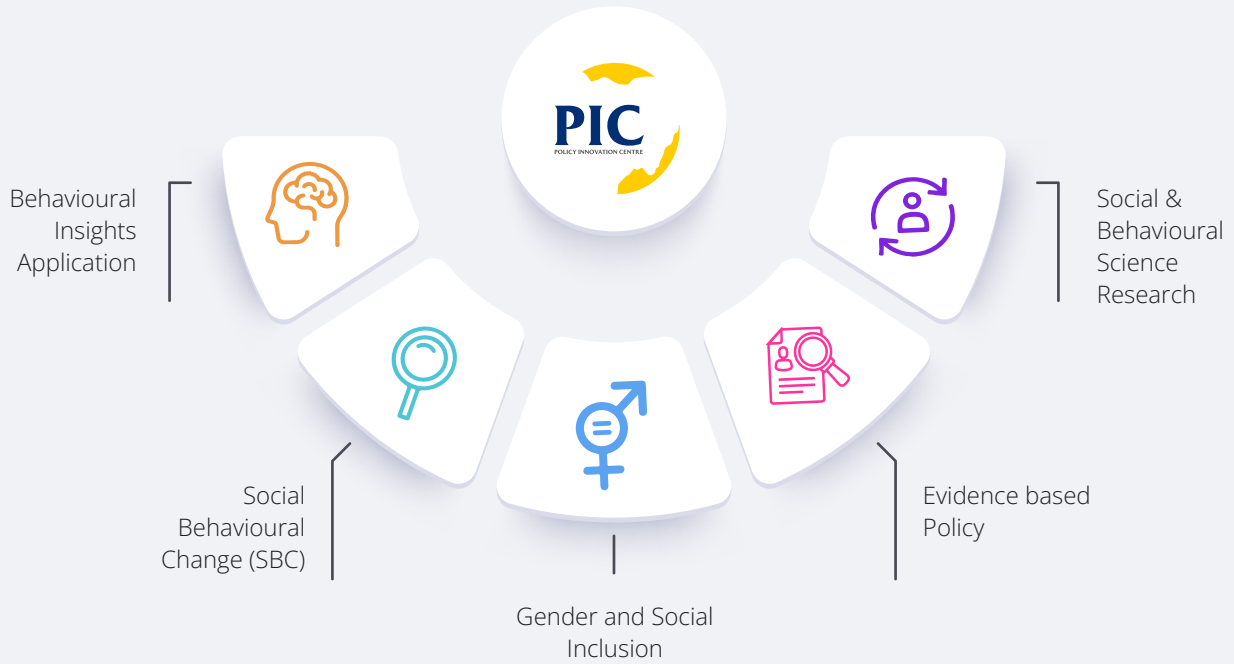 PIC
POLICY INNOVATION CENTRE
Behavioural
Insights
Application
Social
Behavioural
Change (SBC)
Gender and Social
Inclusion
Evidence based
Policy
Social &
Behavioural
Science
Research